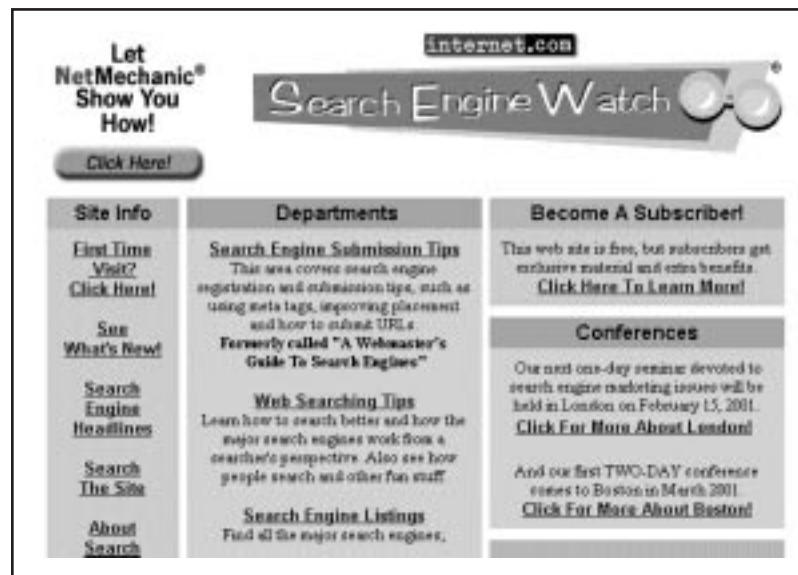 Let
NetMechanic®
Show You
How!
Click Here!
internet.com
Search Engine Watch®
Site Info
First Time
Visit?
Click Here!
See
What's New!
Search
Engine
Headlines
Search
The Site
About
Search
Departments
Search Engine Submission Tips
This area covers search engine
registration and submission tips, such as
using meta tags, improving placement
and how to submit URLs.
Formerly called "A Webmaster's
Guide To Search Engines"
Web Searching Tips
Learn how to search better and how the
major search engines work from a
searcher's perspective. Also see how
people search and other fun stuff
Search Engine Listings
Find all the major search engines,
Become A Subscriber!
This web site is free, but subscribers get
exclusive material and extra benefits.
Click Here To Learn More!
Conferences
Our next one-day seminar devoted to
search engine marketing issues will be
held in London on February 15, 2001.
Click For More About London!
And our first TWO-DAY conference
comes to Boston in March 2001.
Click For More About Boston!